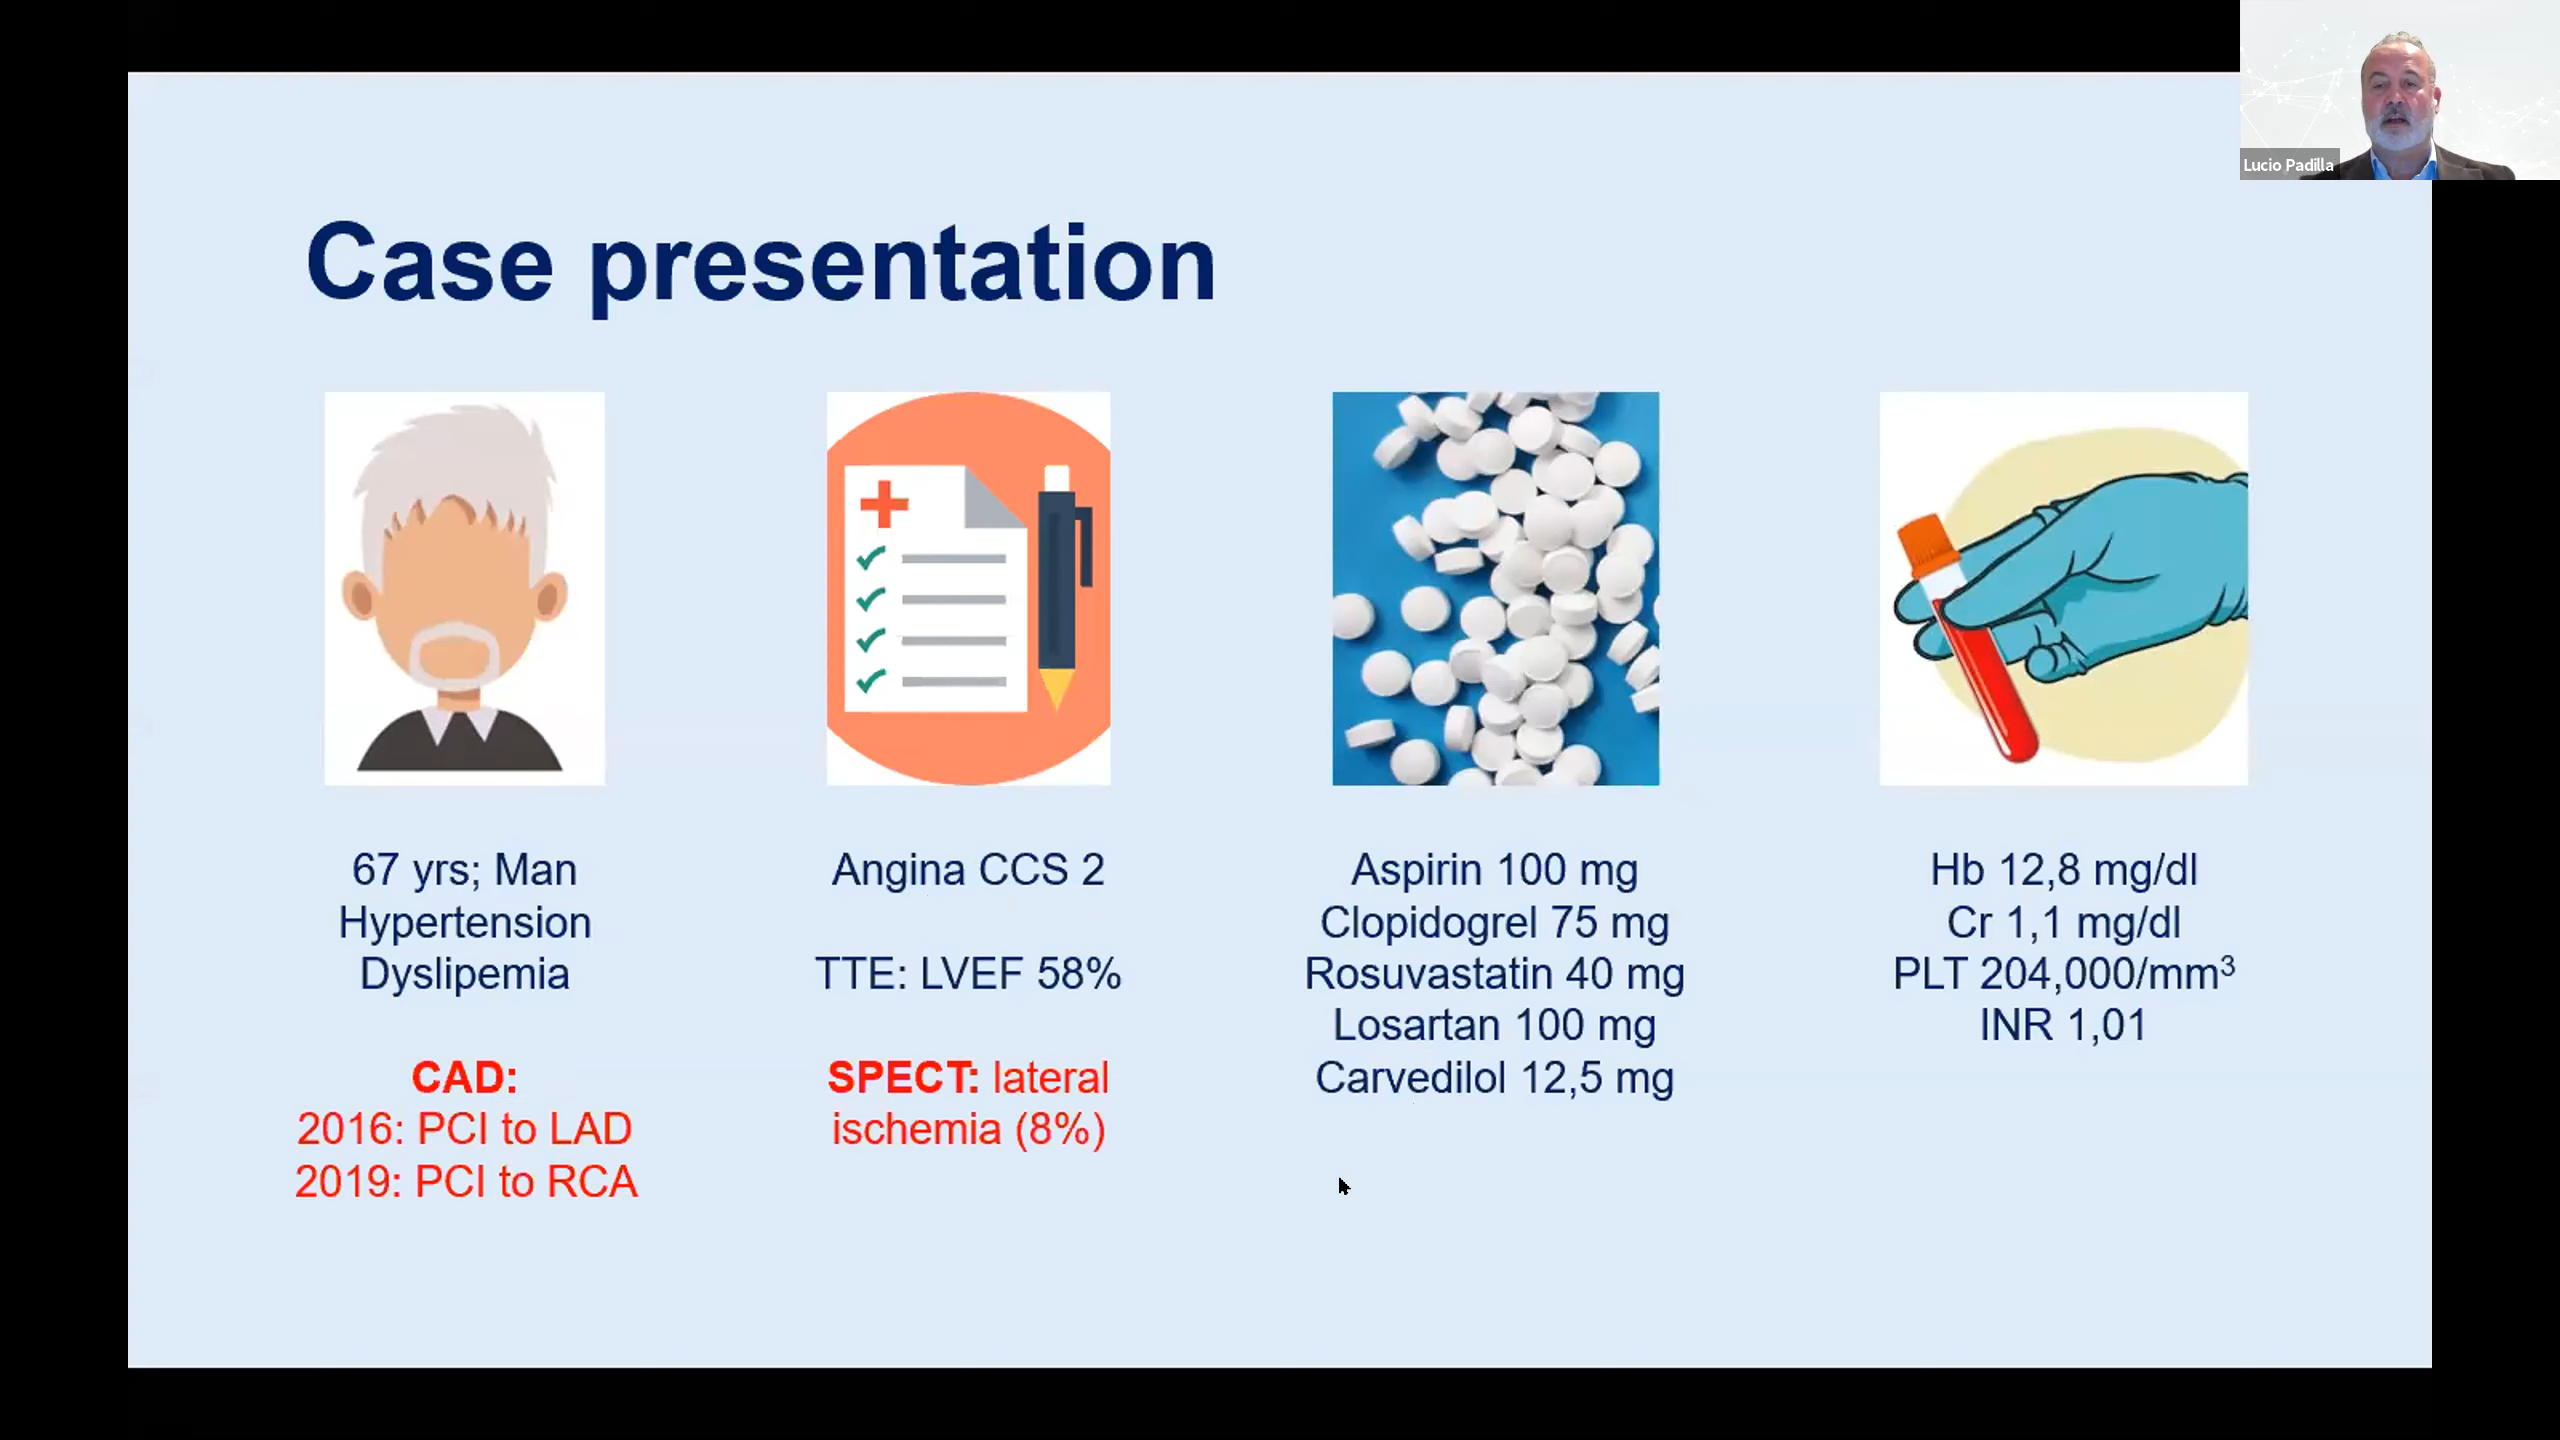 Lucio Padilla
Case presentation
67 yrs; Man
Hypertension
Dyslipemia
CAD:
2016: PCI to LAD
2019: PCI to RCA
Angina CCS 2
TTE: LVEF 58%
SPECT: lateral
ischemia (8%)
Aspirin 100 mg
Clopidogrel 75 mg
Rosuvastatin 40 mg
Losartan 100 mg
Carvedilol 12,5 mg
Hb 12,8 mg/dl
Cr 1,1 mg/dl
PLT 204,000/mm³
INR 1,01